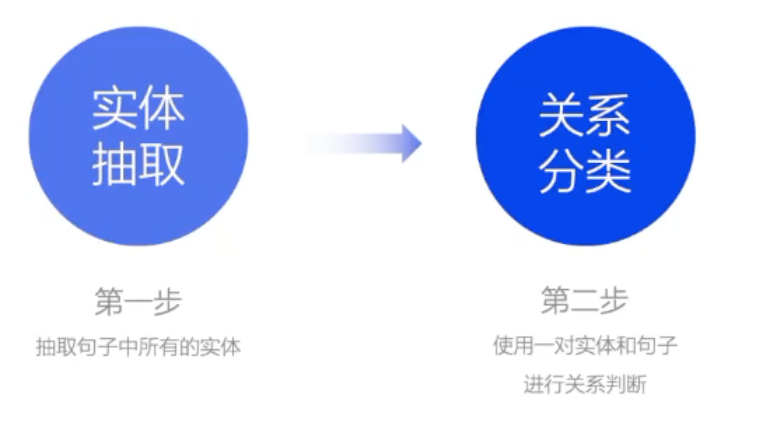 实体
抽取
关系
分类
第一步
抽取句子中所有的实体
第二步
使用一对实体和句子
进行关系判断